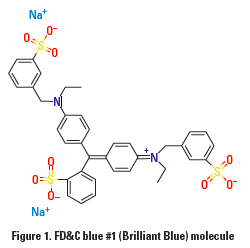 Na⁺
O⁻
O
S
O
N
O
S
O
O⁻
Na⁺
N⁺
O
S
O
O⁻
Figure 1. FD&C blue #1 (Brilliant Blue) molecule